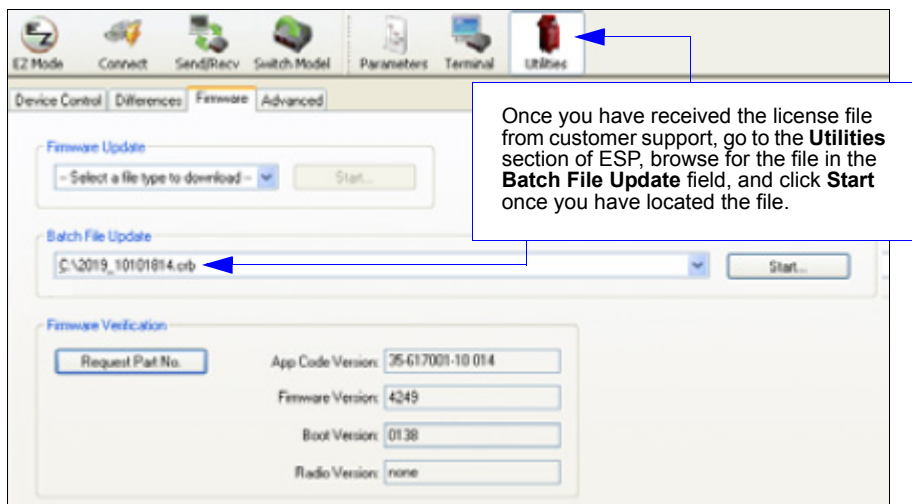 EZ Mode Connect Send/Recv Switch Model Parameters Terminal Utilities
Device Control Differences Firmware Advanced
Once you have received the license file
from customer support, go to the Utilities
section of ESP, browse for the file in the
Batch File Update field, and click Start
once you have located the file.
Firmware Update
-- Select a file type to download -- Start...
Batch File Update
C:\2019_10101814.crb Start...
Firmware Verification
Request Part No. App Code Version: 35-617001-10 014
Firmware Version: 4249
Boot Version: 0138
Radio Version: none